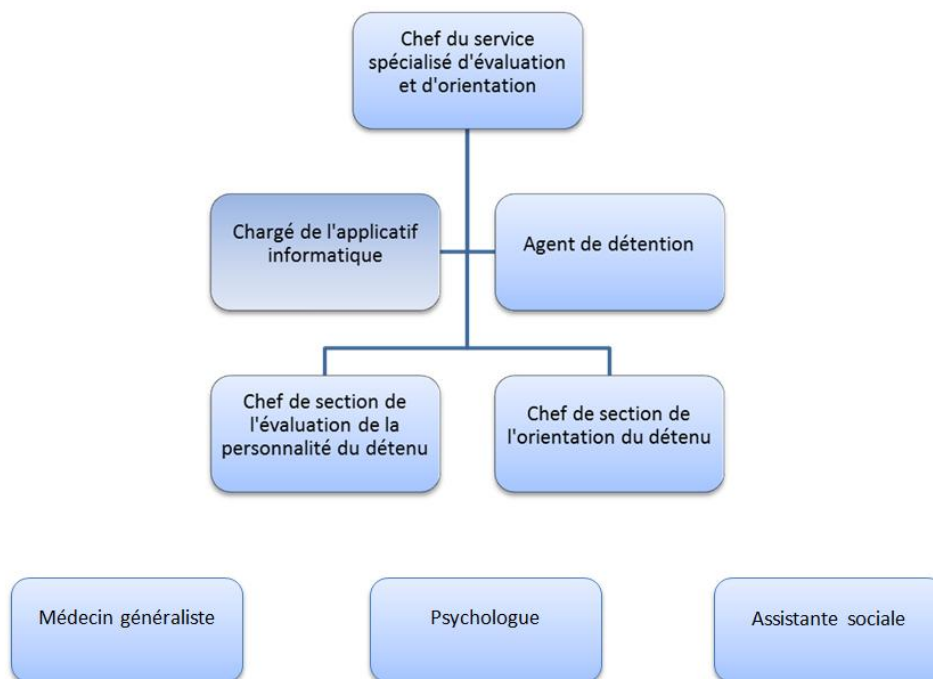 Chef du service
spécialisé d'évaluation
et d'orientation
Chargé de l'applicatif
informatique
Agent de détention
Chef de section de
l'évaluation de la
personnalité du détenu
Chef de section de
l'orientation du détenu
Médecin généraliste
Psychologue
Assistante sociale